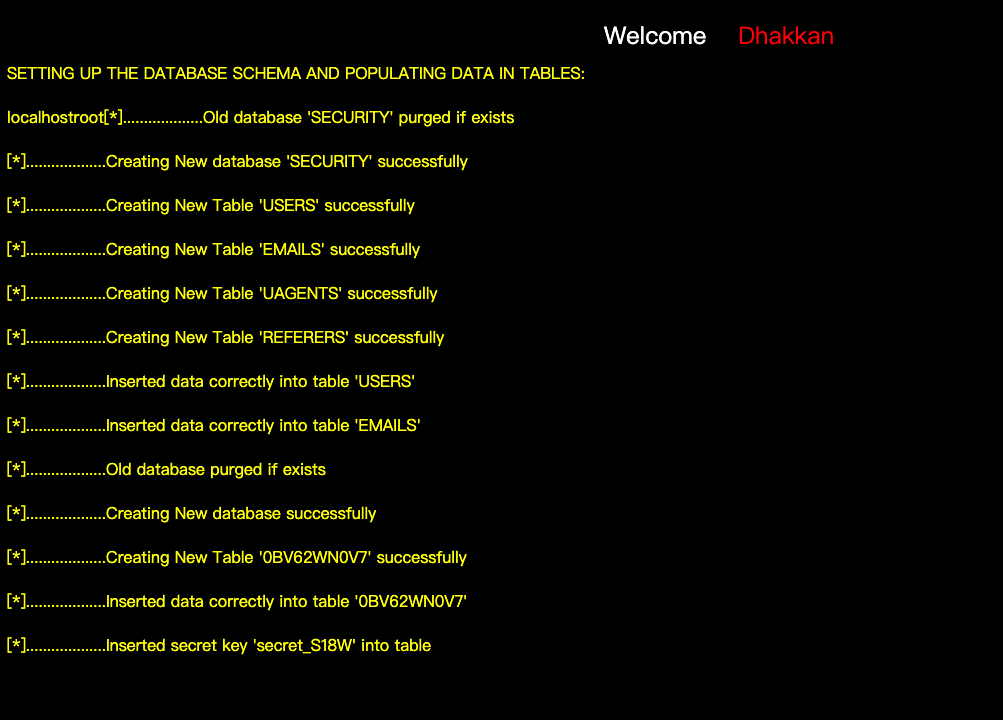 Welcome Dhakkan
SETTING UP THE DATABASE SCHEMA AND POPULATING DATA IN TABLES:
localhostroot[*]...................Old database 'SECURITY' purged if exists
[*]...................Creating New database 'SECURITY' successfully
[*]...................Creating New Table 'USERS' successfully
[*]...................Creating New Table 'EMAILS' successfully
[*]...................Creating New Table 'UAGENTS' successfully
[*]...................Creating New Table 'REFERERS' successfully
[*]...................Inserted data correctly into table 'USERS'
[*]...................Inserted data correctly into table 'EMAILS'
[*]...................Old database purged if exists
[*]...................Creating New database successfully
[*]...................Creating New Table '0BV62WN0V7' successfully
[*]...................Inserted data correctly into table '0BV62WN0V7'
[*]...................Inserted secret key 'secret_S18W' into table